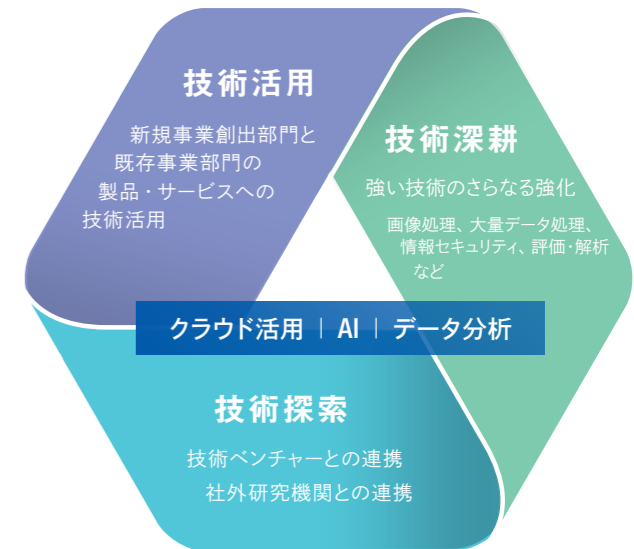 技術活用
新規事業創出部門と
既存事業部門の
製品・サービスへの
技術活用
技術深耕
強い技術のさらなる強化
画像処理、大量データ処理、
情報セキュリティ、評価・解析
など
クラウド活用 | AI | データ分析
技術探索
技術ベンチャーとの連携
社外研究機関との連携